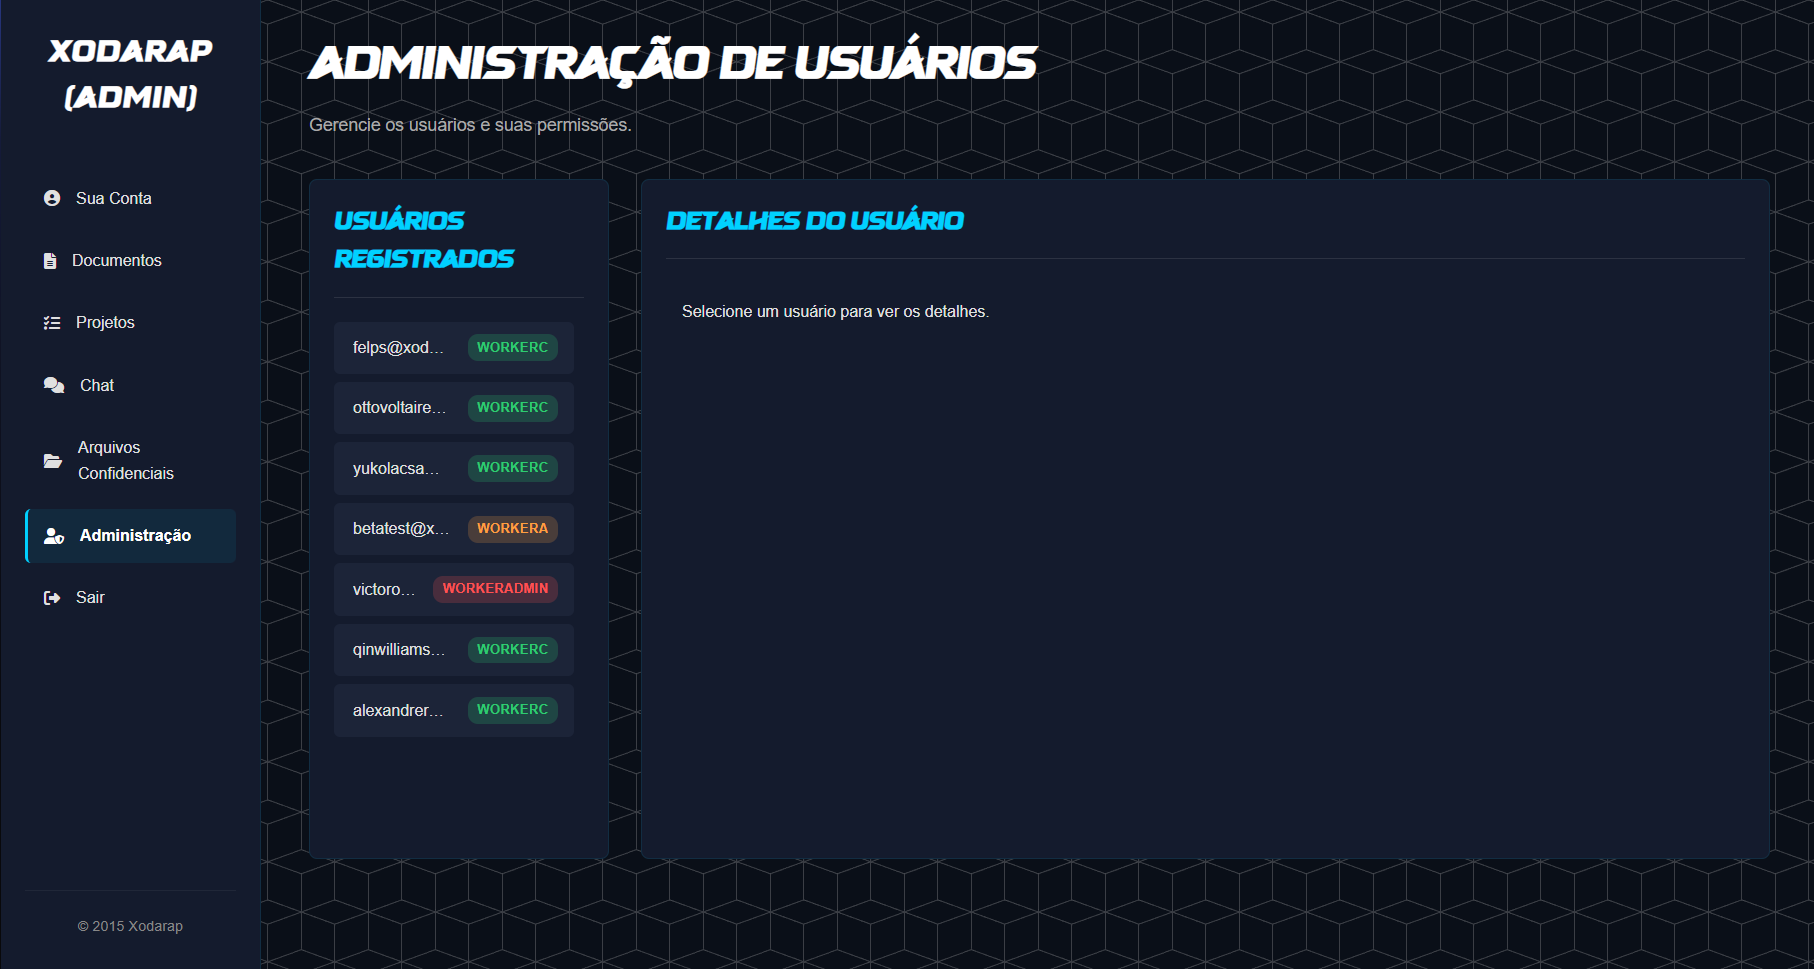 XODARAP
(ADMIN)
Sua Conta
Documentos
Projetos
Chat
Arquivos
Confidenciais
Administração
Sair
© 2015 Xodarap
ADMINISTRAÇÃO DE USUÁRIOS
Gerencie os usuários e suas permissões.
USUÁRIOS
REGISTRADOS
felps@xod... WORKERC
ottovoltaire... WORKERC
yukolacsa... WORKERC
betatest@x... WORKERA
victoro... WORKERADMIN
qinwilliams... WORKERC
alexandrer... WORKERC
DETALHES DO USUÁRIO
Selecione um usuário para ver os detalhes.